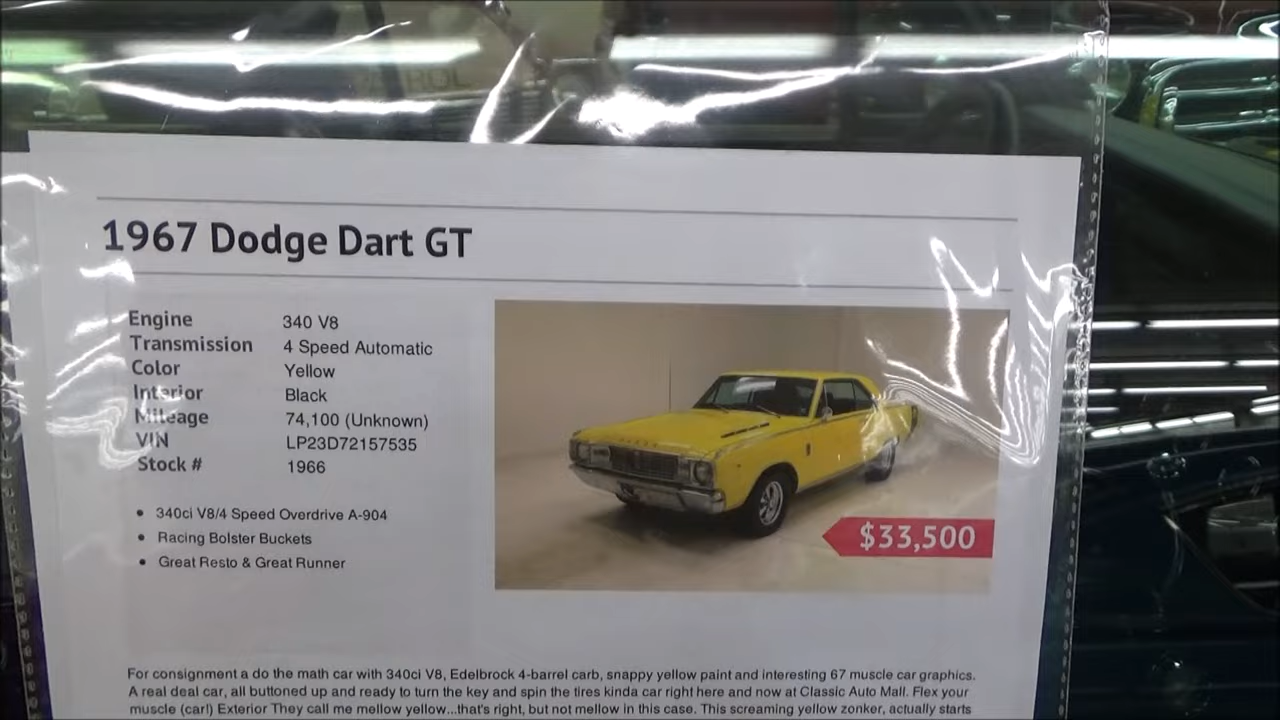 1967 Dodge Dart GT
Engine 340 V8
Transmission 4 Speed Automatic
Color Yellow
Interior Black
Mileage 74,100 (Unknown)
VIN LP23D72157535
Stock # 1966
• 340ci V8/4 Speed Overdrive A-904
• Racing Bolster Buckets
• Great Resto & Great Runner
$33,500
For consignment a do the math car with 340ci V8, Edelbrock 4-barrel carb, snappy yellow paint and interesting 67 muscle car graphics.
A real deal car, all buttoned up and ready to turn the key and spin the tires kinda car right here and now at Classic Auto Mall. Flex your
muscle (car!) Exterior They call me mellow yellow...that's right, but not mellow in this case. This screaming yellow zonker, actually starts